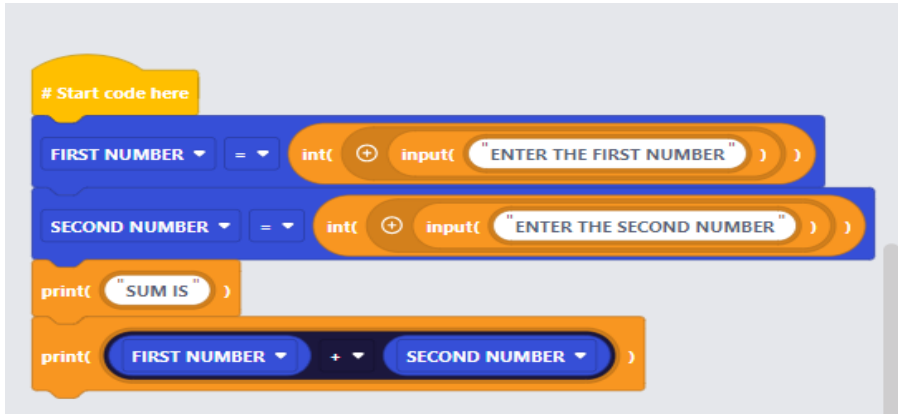 # Start code here
FIRST NUMBER = int( input( "ENTER THE FIRST NUMBER" ) )
SECOND NUMBER = int( input( "ENTER THE SECOND NUMBER" ) )
print( "SUM IS" )
print( FIRST NUMBER + SECOND NUMBER )